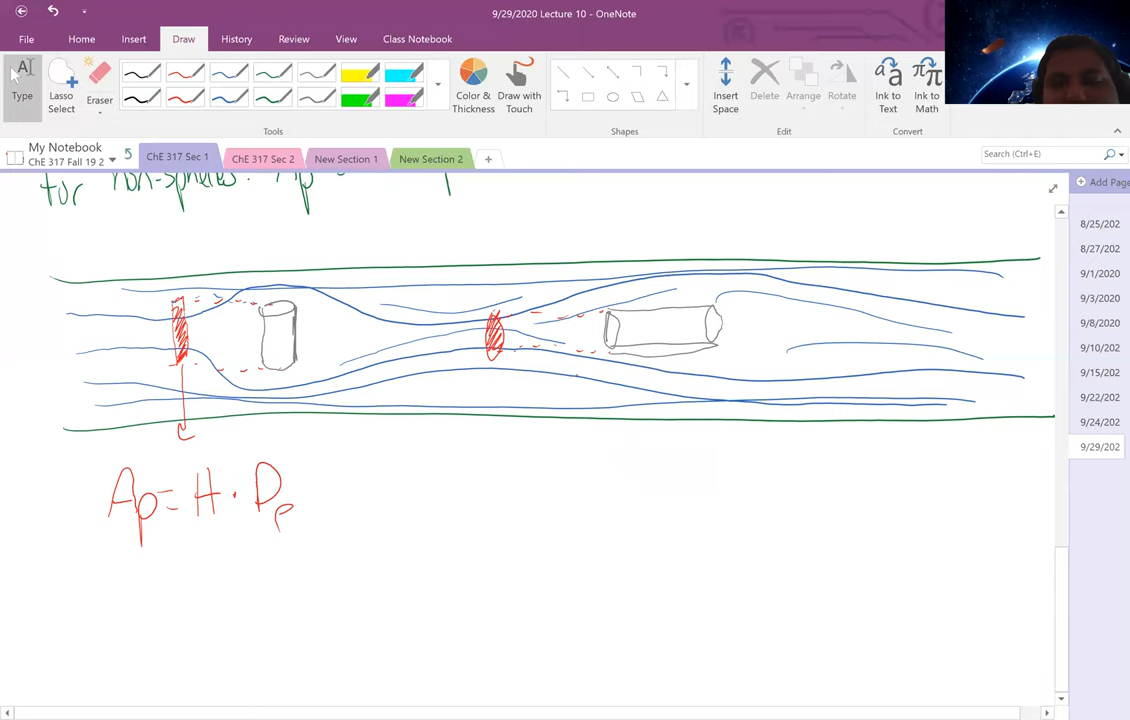 9/29/2020 Lecture 10 - OneNote
File Home Insert Draw History Review View Class Notebook
Type
Lasso Select
Eraser
Color & Thickness
Draw with Touch
Insert Space
Delete
Arrange
Rotate
Ink to Text
Ink to Math
Tools
Shapes
Edit
Convert
My Notebook
ChE 317 Fall 19 2
5
ChE 317 Sec 1
ChE 317 Sec 2
New Section 1
New Section 2
+
Search (Ctrl+E)
Add Page
for non-spheres: Ap
8/25/202
8/27/202
9/1/2020
9/3/2020
9/8/2020
9/10/202
9/15/202
9/22/202
9/24/202
9/29/202
Ap = H · Dp